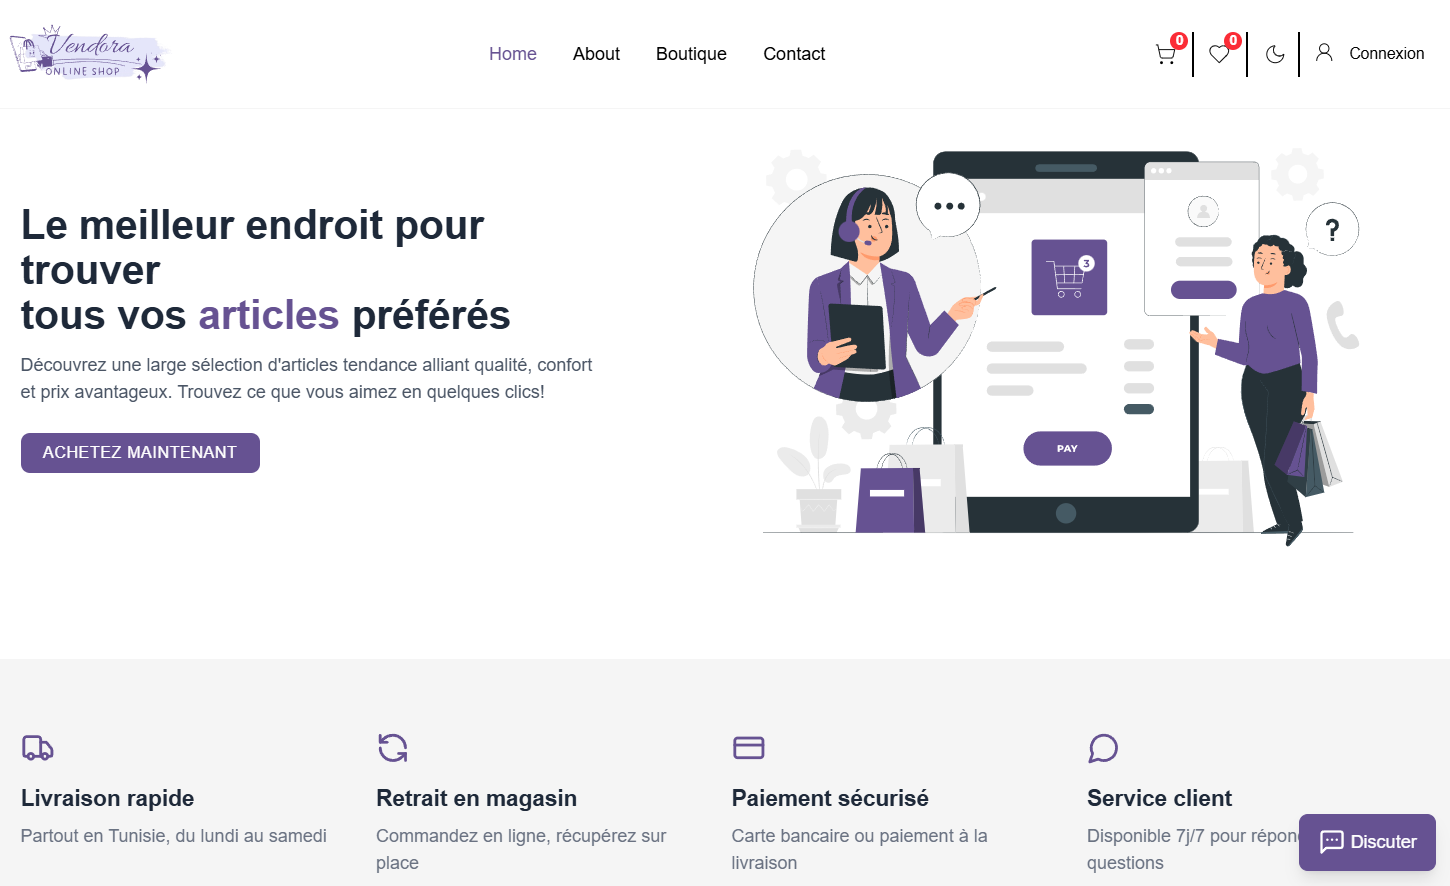 Vendora
ONLINE SHOP
Home
About
Boutique
Contact
0
0
Connexion
Le meilleur endroit pour
trouver
tous vos articles préférés
Découvrez une large sélection d'articles tendance alliant qualité, confort
et prix avantageux. Trouvez ce que vous aimez en quelques clics!
ACHETEZ MAINTENANT
3
?
PAY
Livraison rapide
Partout en Tunisie, du lundi au samedi
Retrait en magasin
Commandez en ligne, récupérez sur
place
Paiement sécurisé
Carte bancaire ou paiement à la
livraison
Service client
Disponible 7j/7 pour
questions
Discuter